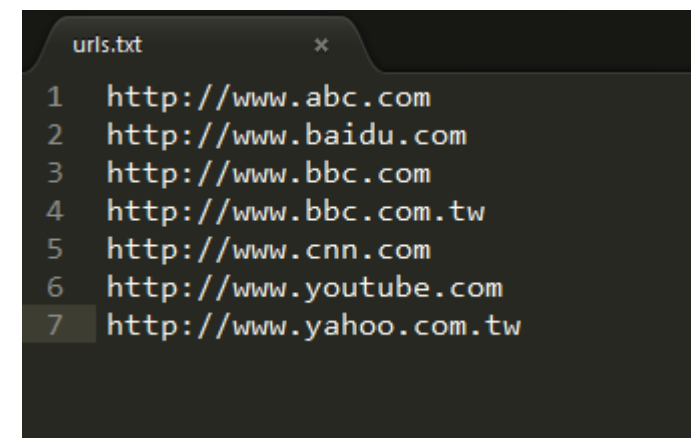 urls.txt ×
1 http://www.abc.com
2 http://www.baidu.com
3 http://www.bbc.com
4 http://www.bbc.com.tw
5 http://www.cnn.com
6 http://www.youtube.com
7 http://www.yahoo.com.tw